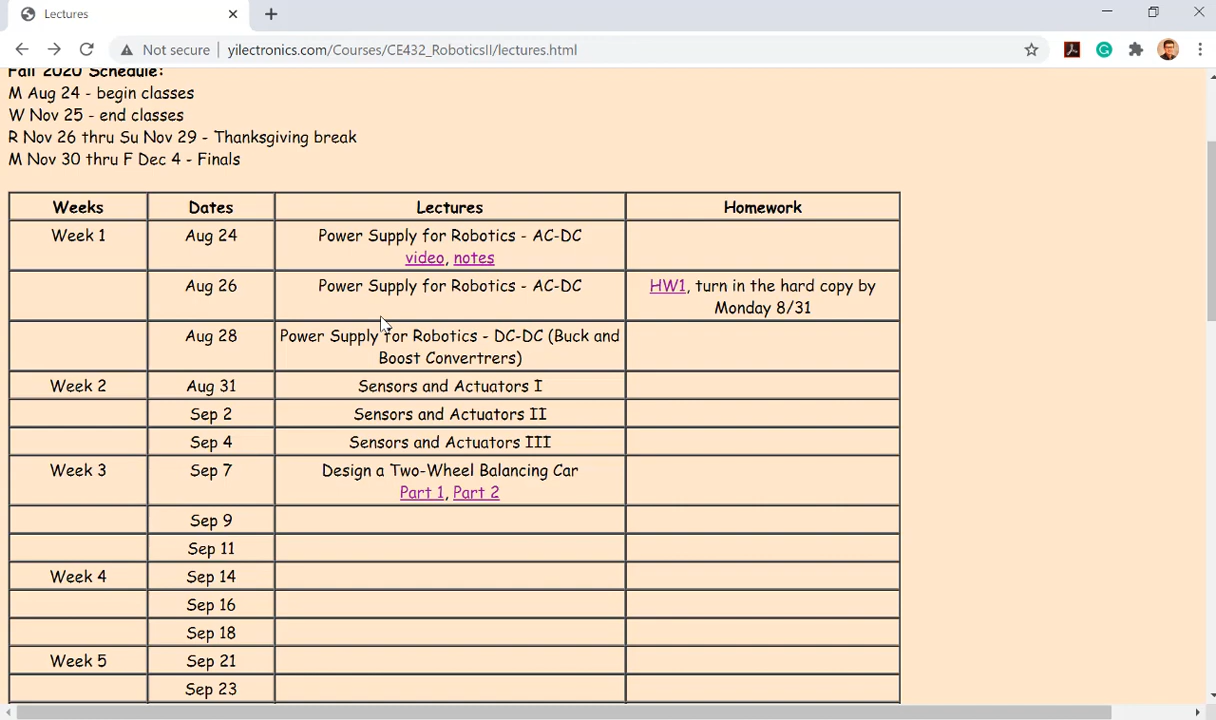 Lectures
Not secure
yilectronics.com/Courses/CE432_RoboticsII/lectures.html
Fall 2020 Schedule:
M Aug 24 - begin classes
W Nov 25 - end classes
R Nov 26 thru Su Nov 29 - Thanksgiving break
M Nov 30 thru F Dec 4 - Finals
Weeks Dates Lectures Homework
Week 1 Aug 24 Power Supply for Robotics - AC-DC
video, notes
Aug 26 Power Supply for Robotics - AC-DC HW1, turn in the hard copy by
Monday 8/31
Aug 28 Power Supply for Robotics - DC-DC (Buck and
Boost Convertrers)
Week 2 Aug 31 Sensors and Actuators I
Sep 2 Sensors and Actuators II
Sep 4 Sensors and Actuators III
Week 3 Sep 7 Design a Two-Wheel Balancing Car
Part 1, Part 2
Sep 9
Sep 11
Week 4 Sep 14
Sep 16
Sep 18
Week 5 Sep 21
Sep 23